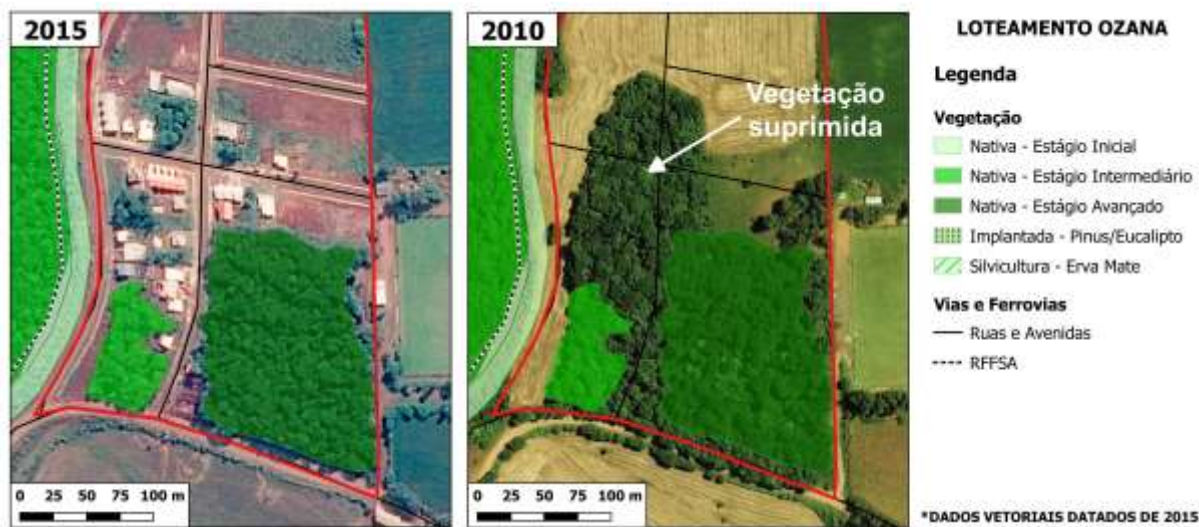 2015
0 25 50 75 100 m
2010
Vegetação
suprimida
0 25 50 75 100 m
LOTEAMENTO OZANA
Legenda
Vegetação
Nativa - Estágio Inicial
Nativa - Estágio Intermediário
Nativa - Estágio Avançado
Implantada - Pinus/Eucalipto
Silvicultura - Erva Mate
Vias e Ferrovias
Ruas e Avenidas
RFFSA
*DADOS VETORIAIS DATADOS DE 2015